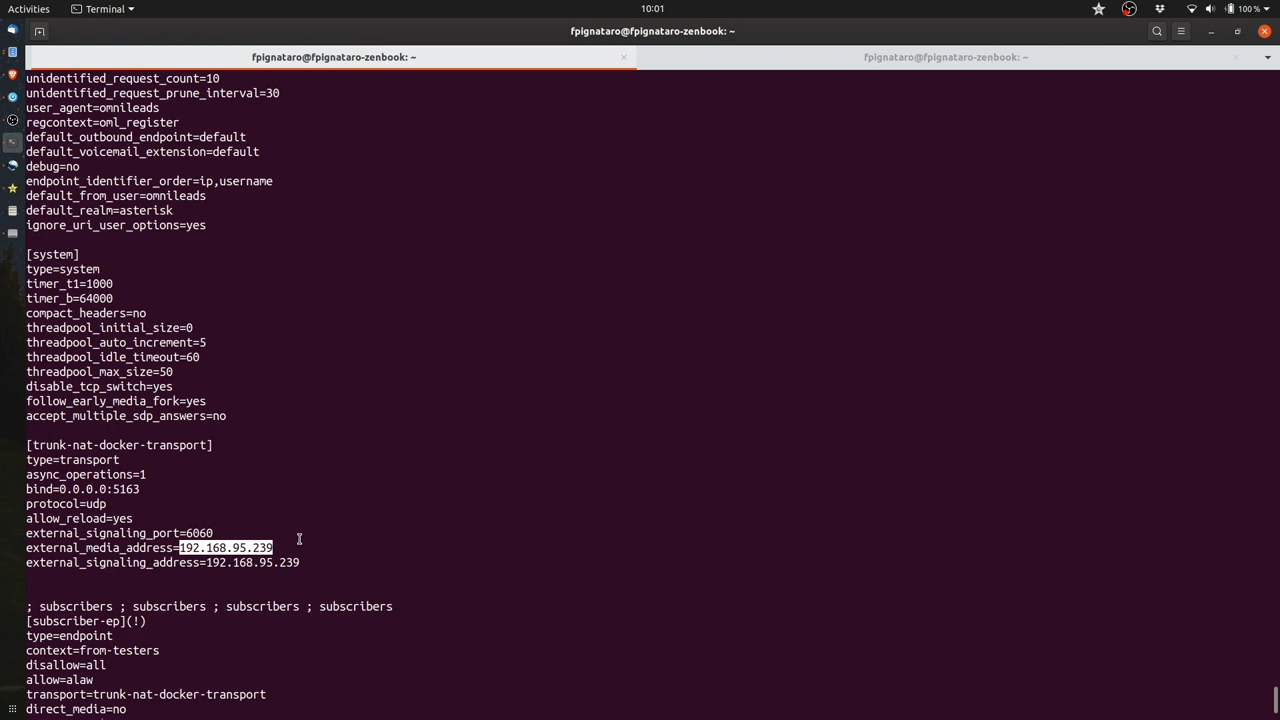 Activities
Terminal
10:01
100 %
fpignataro@fpignataro-zenbook: ~
fpignataro@fpignataro-zenbook: ~
fpignataro@fpignataro-zenbook: ~
unidentified_request_count=10
unidentified_request_prune_interval=30
user_agent=omnileads
regcontext=oml_register
default_outbound_endpoint=default
default_voicemail_extension=default
debug=no
endpoint_identifier_order=ip,username
default_from_user=omnileads
default_realm=asterisk
ignore_uri_user_options=yes
[system]
type=system
timer_t1=1000
timer_b=64000
compact_headers=no
threadpool_initial_size=0
threadpool_auto_increment=5
threadpool_idle_timeout=60
threadpool_max_size=50
disable_tcp_switch=yes
follow_early_media_fork=yes
accept_multiple_sdp_answers=no
[trunk-nat-docker-transport]
type=transport
async_operations=1
bind=0.0.0.0:5163
protocol=udp
allow_reload=yes
external_signaling_port=6060
external_media_address=192.168.95.239
external_signaling_address=192.168.95.239
; subscribers ; subscribers ; subscribers ; subscribers
[subscriber-ep](!)
type=endpoint
context=from-testers
disallow=all
allow=alaw
transport=trunk-nat-docker-transport
direct_media=no